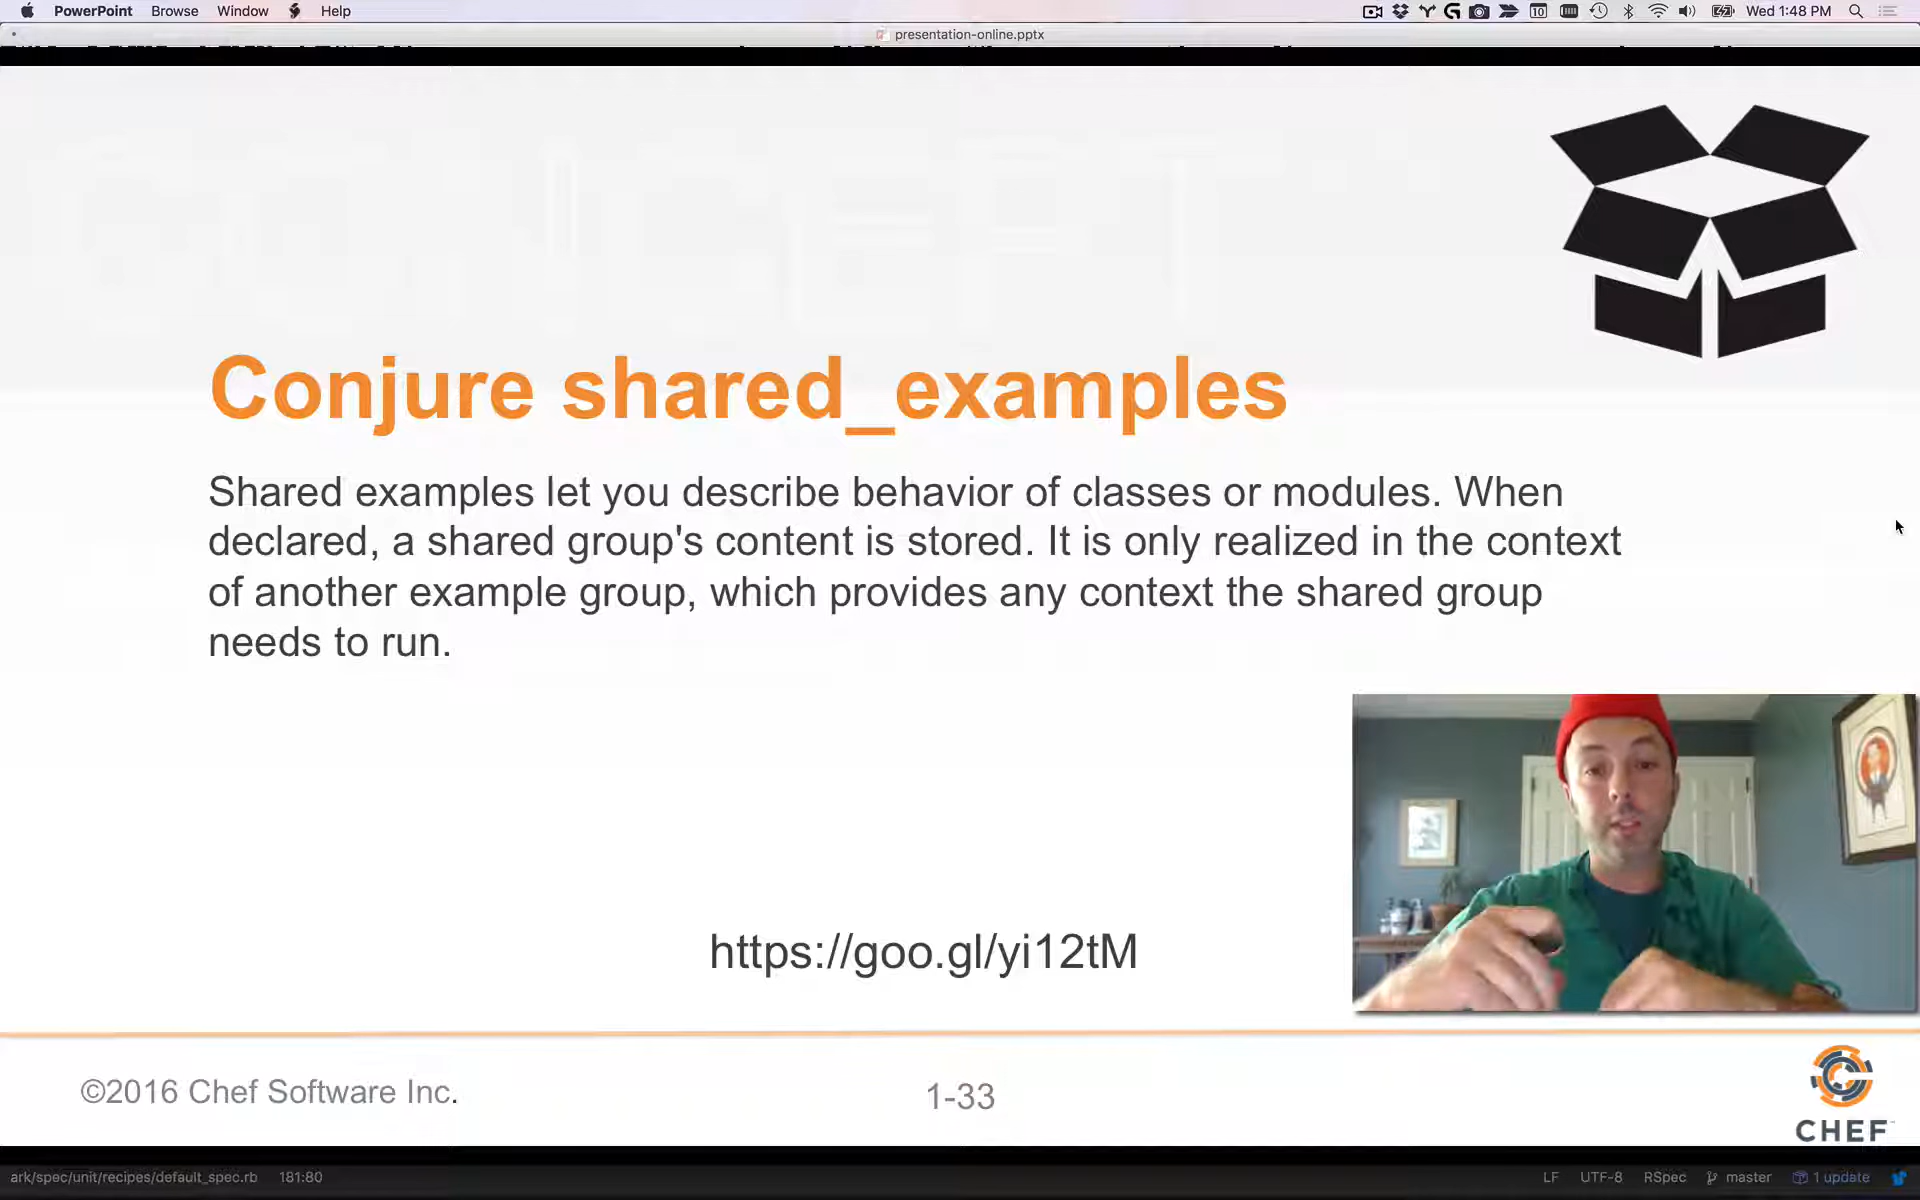 PowerPoint Browse Window Help
10 Wed 1:48 PM
presentation-online.pptx
CONCEPT
Conjure shared_examples
Shared examples let you describe behavior of classes or modules. When
declared, a shared group's content is stored. It is only realized in the context
of another example group, which provides any context the shared group
needs to run.
https://goo.gl/yi12tM
©2016 Chef Software Inc.
1-33
CHEF
ark/spec/unit/recipes/default_spec.rb 181:80 LF UTF-8 RSpec master 1 update